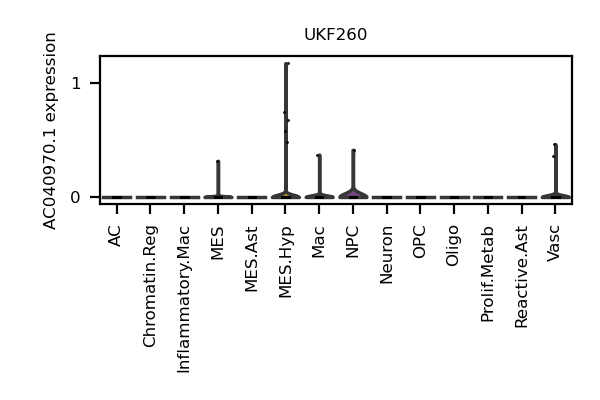 UKF260
AC040970.1 expression
1
0
AC
Chromatin.Reg
Inflammatory.Mac
MES
MES.Ast
MES.Hyp
Mac
NPC
Neuron
OPC
Oligo
Prolif.Metab
Reactive.Ast
Vasc